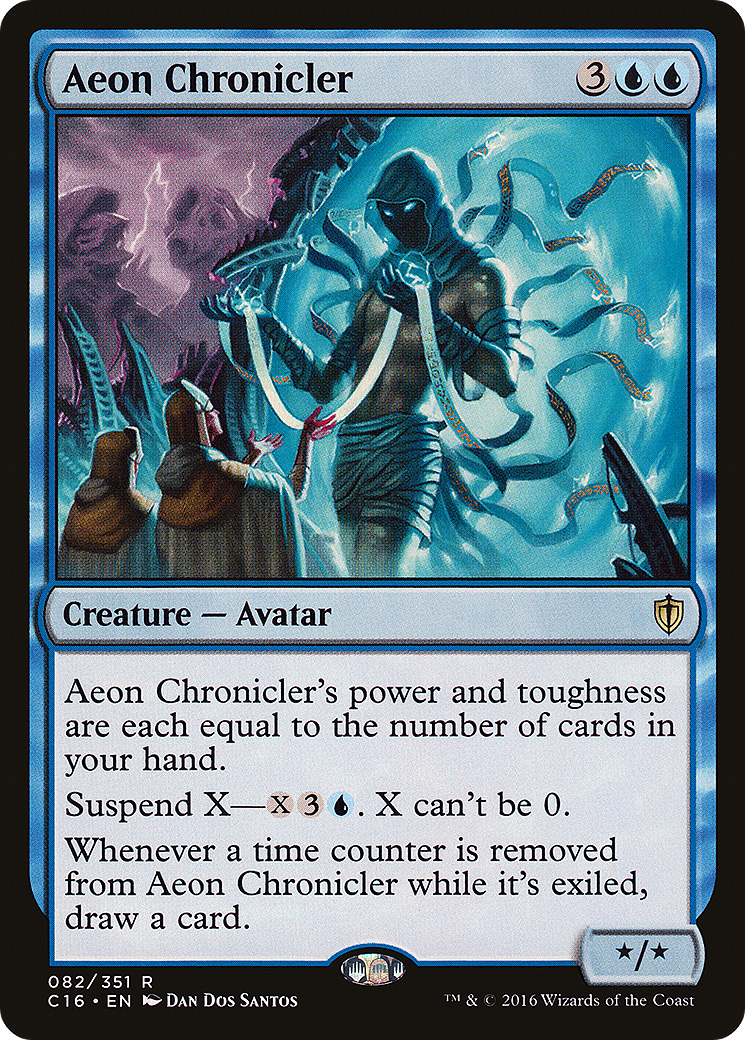 Aeon Chronicler 3
Creature — Avatar
Aeon Chronicler's power and toughness
are each equal to the number of cards in
your hand.
Suspend X—X3. X can't be 0.
Whenever a time counter is removed
from Aeon Chronicler while it's exiled,
draw a card.
★/★
082/351 R
C16 • EN Dan Dos Santos
™ & © 2016 Wizards of the Coast